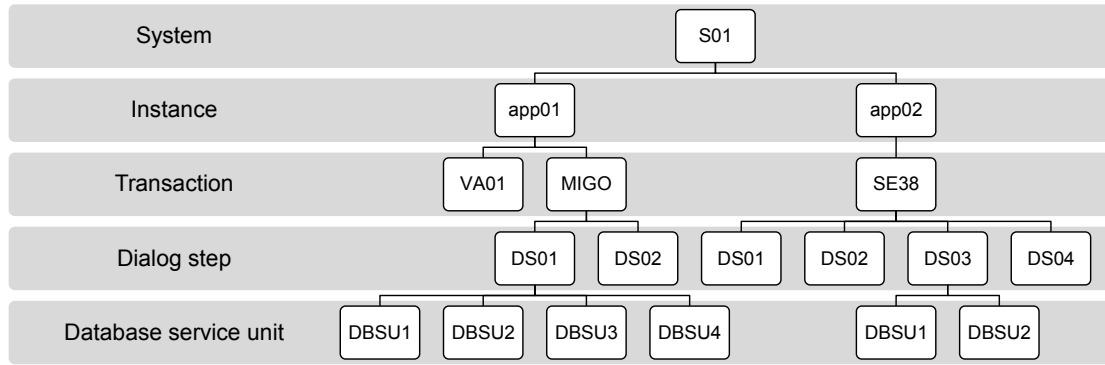 System
S01
Instance
app01 app02
Transaction
VA01 MIGO SE38
Dialog step
DS01 DS02 DS01 DS02 DS03 DS04
Database service unit
DBSU1 DBSU2 DBSU3 DBSU4 DBSU1 DBSU2